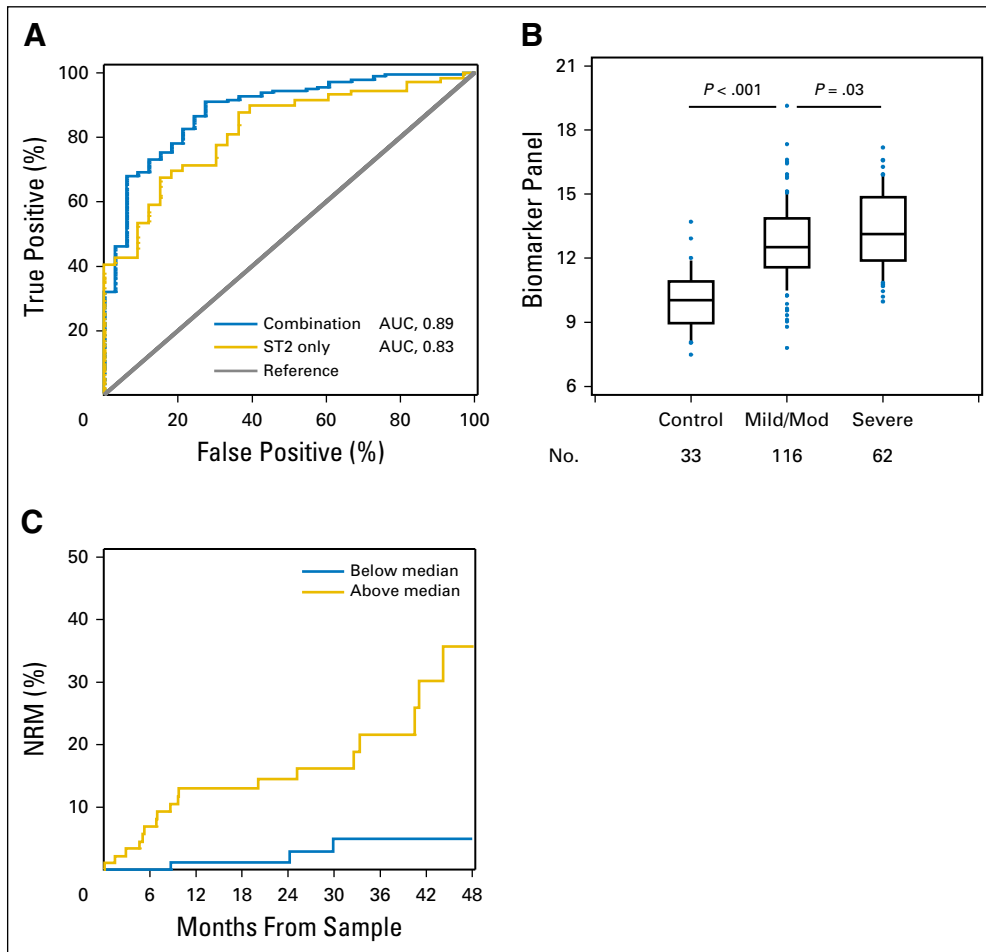 A
True Positive (%)
100
80
60
40
20
0
20
40
60
80
100
False Positive (%)
Combination AUC, 0.89
ST2 only AUC, 0.83
Reference
B
Biomarker Panel
21
18
15
12
9
6
P < .001
P = .03
Control Mild/Mod Severe
No. 33 116 62
C
NRM (%)
50
40
30
20
10
0 6 12 18 24 30 36 42 48
Months From Sample
Below median
Above median